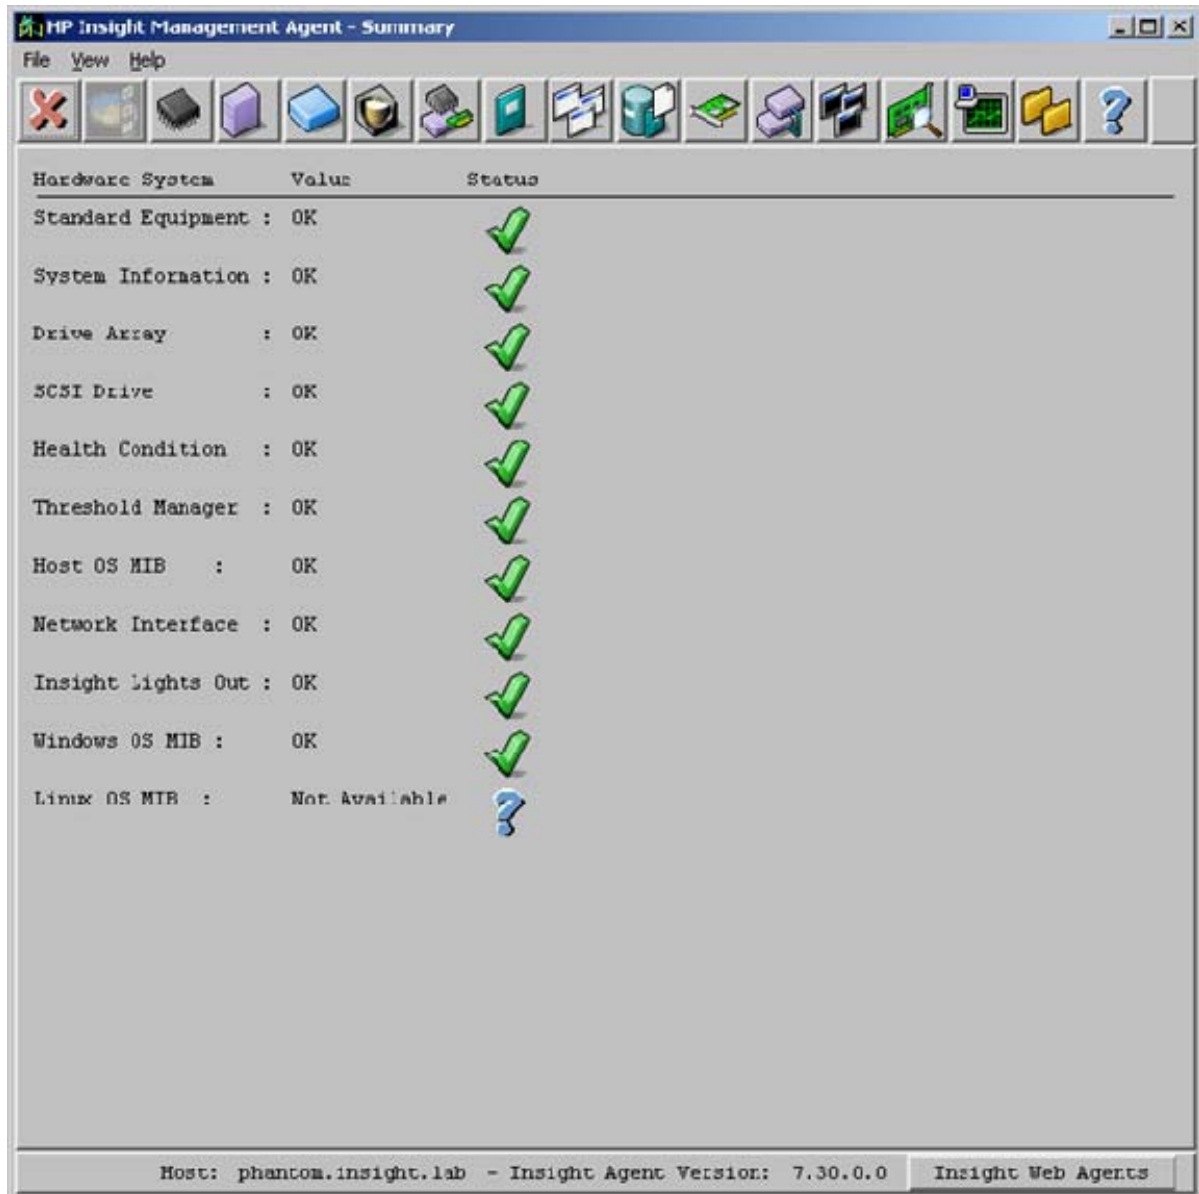 HP Insight Management Agent - Summary
File View Help
Hardware System Value Status
Standard Equipment : OK
System Information : OK
Drive Array : OK
SCSI Drive : OK
Health Condition : OK
Threshold Manager : OK
Host OS MIB : OK
Network Interface : OK
Insight Lights Out : OK
Windows OS MIB : OK
Linux OS MIB : Not Available
Host: phantom.insight.lab - Insight Agent Version: 7.30.0.0 Insight Web Agents